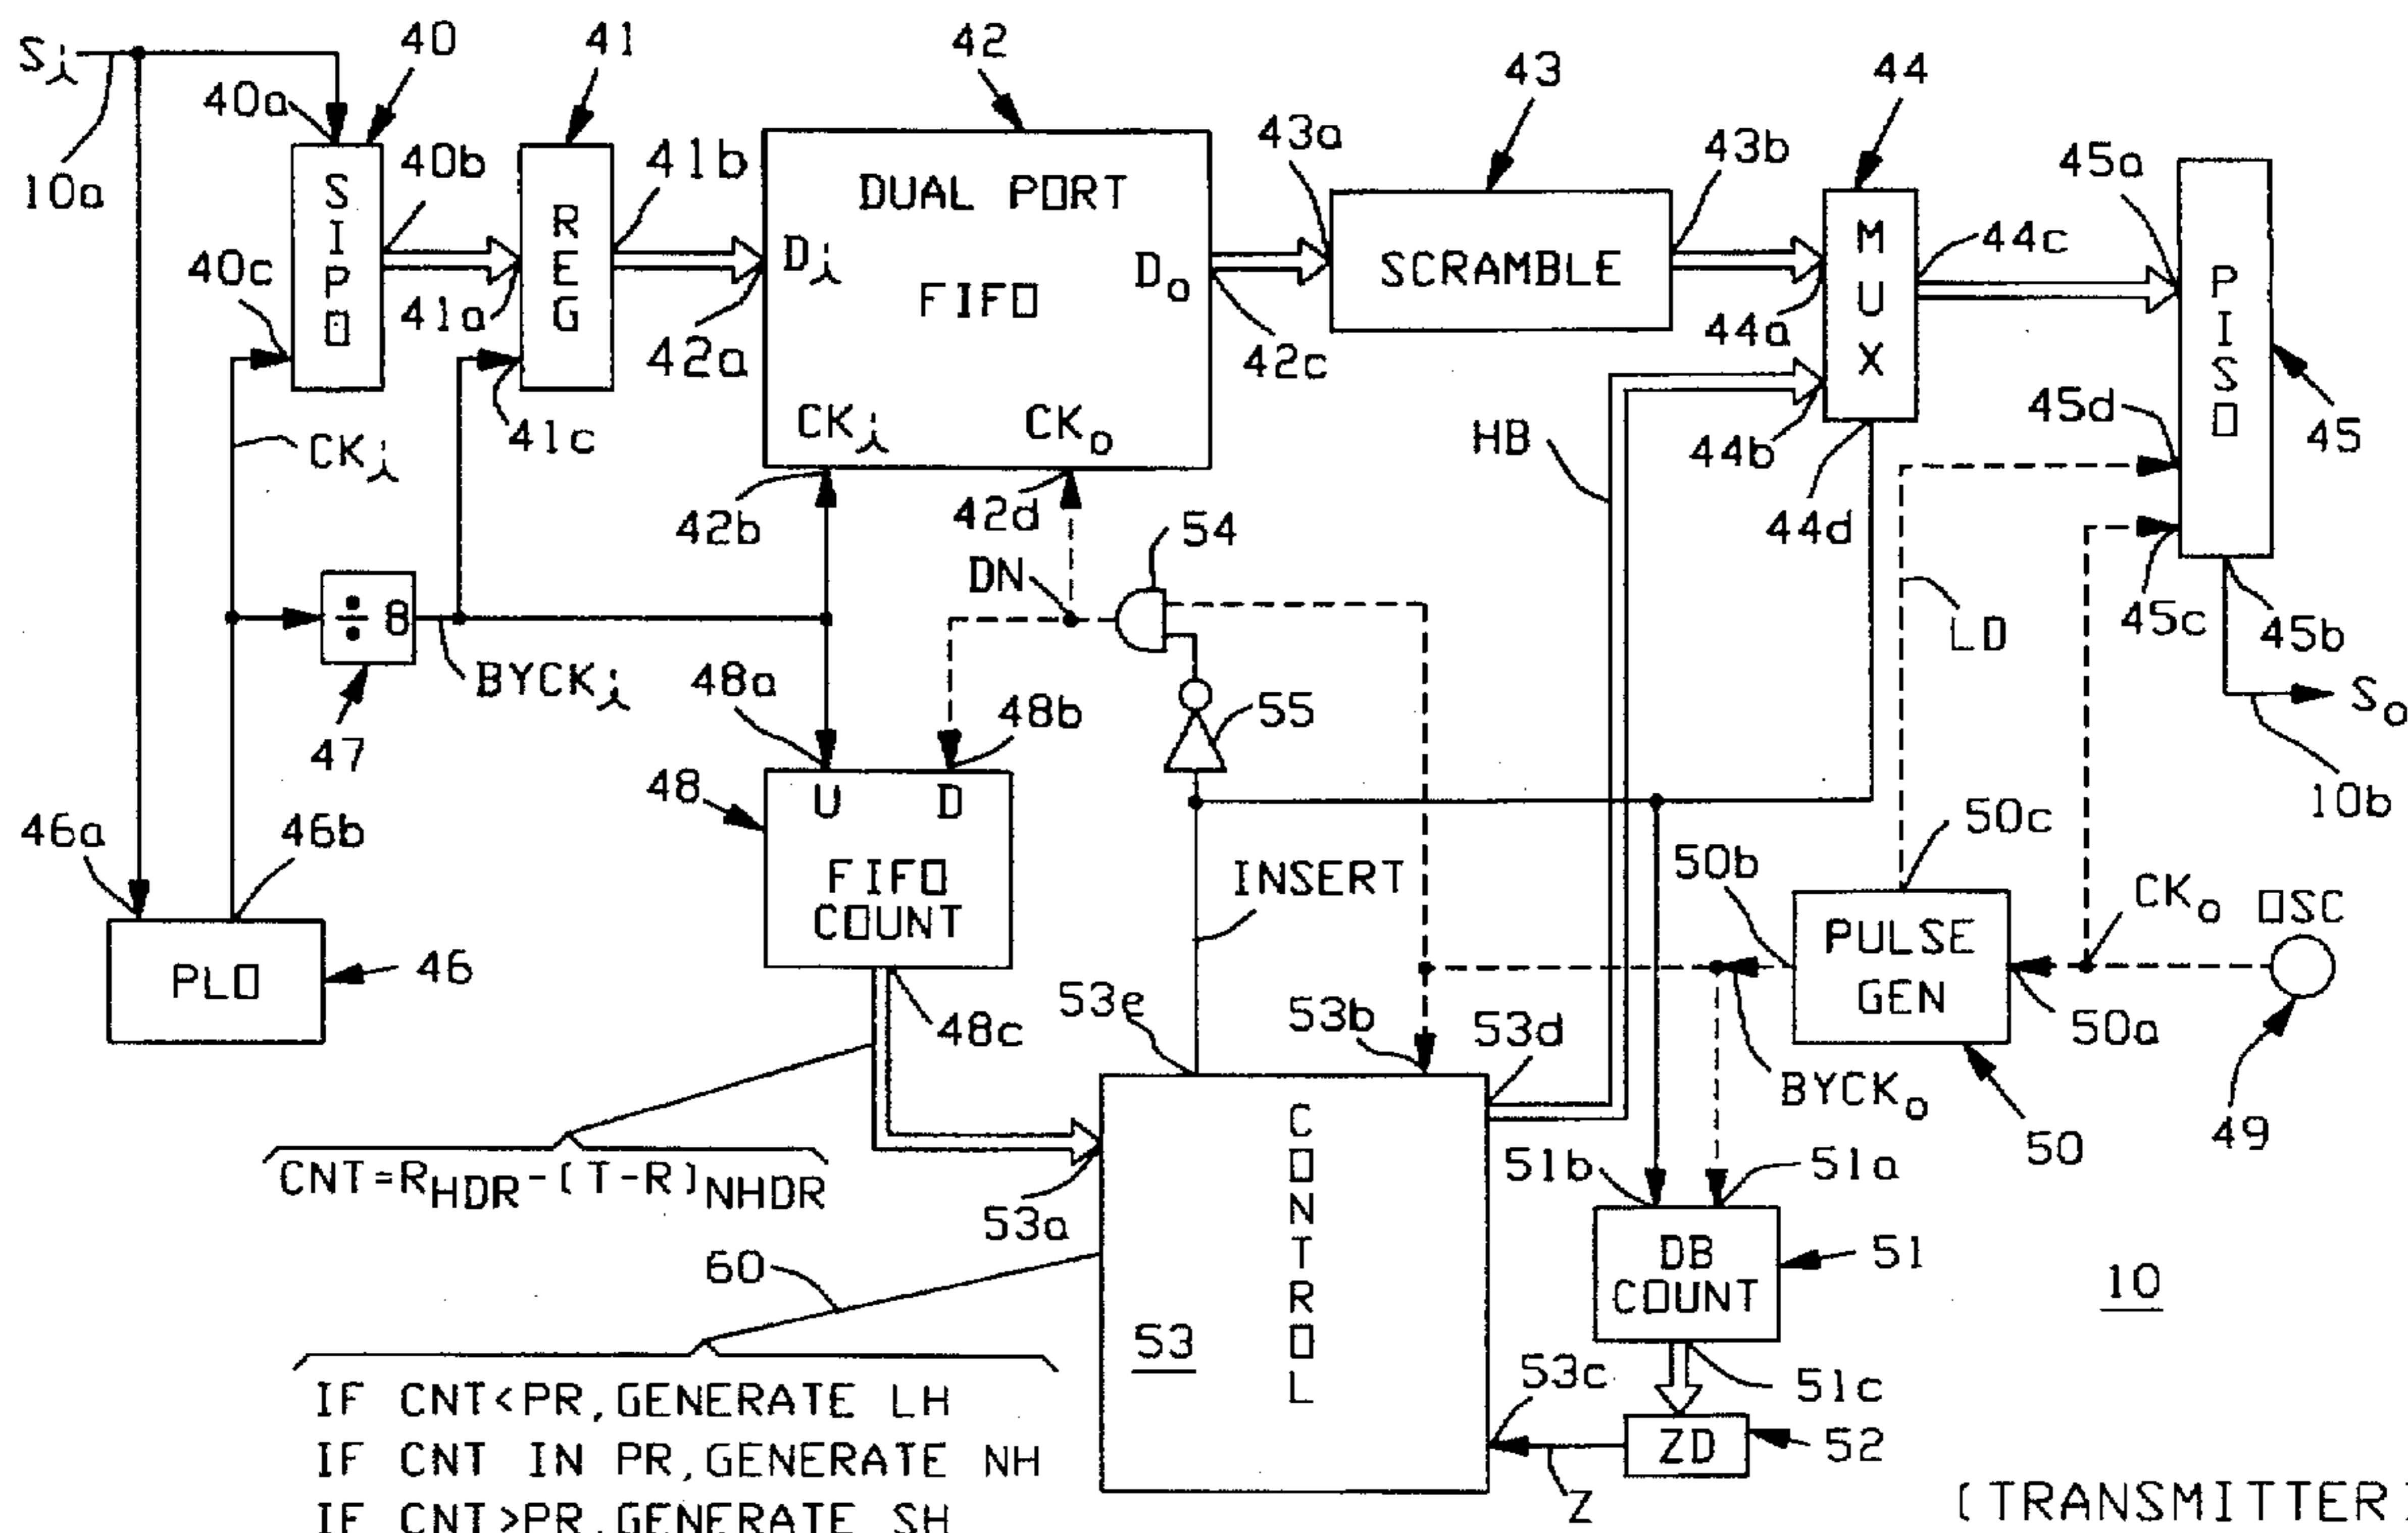 Si
40
41
42
43
44
40a
10a
40b
41b
43a
43b
45a
SIPO
REG
DUAL PORT
FIFO
Di
Do
SCRAMBLE
MUX
44c
PISO
40c
41a
42a
42c
44a
44b
45d
45
CKi
41c
CKi
CKo
HB
42b
42d
54
44d
DN
LD
45c
45b
÷ 8
BYCKi
47
48a
48b
55
So
48
U
D
10b
46a
46b
FIFO
COUNT
INSERT
50c
50b
CKo
OSC
PLO
46
PULSE
GEN
48c
53e
53b
53d
50a
BYCKo
50
49
CNT=RHDR-(T-R)NHDR
53a
51b
51a
CONTROL
60
DB
COUNT
51
10
53
53c
51c
IF CNT<PR,GENERATE LH
IF CNT IN PR,GENERATE NH
IF CNT>PR,GENERATE SH
ZD
52
Z
(TRANSMITTER)